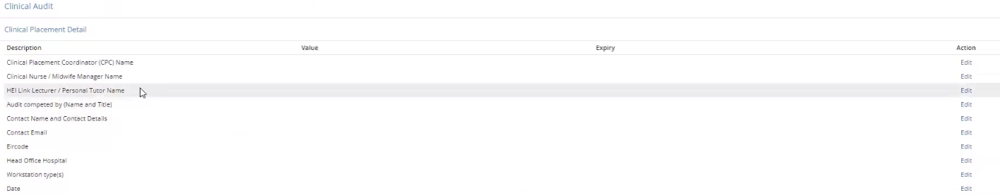 Clinical Audit
Clinical Placement Detail
Description Value Expiry Action
Clinical Placement Coordinator (CPC) Name Edit
Clinical Nurse / Midwife Manager Name Edit
HEI Link Lecturer / Personal Tutor Name Edit
Audit competed by (Name and Title) Edit
Contact Name and Contact Details Edit
Contact Email Edit
Eircode Edit
Head Office Hospital Edit
Workstation type(s) Edit
Date Edit